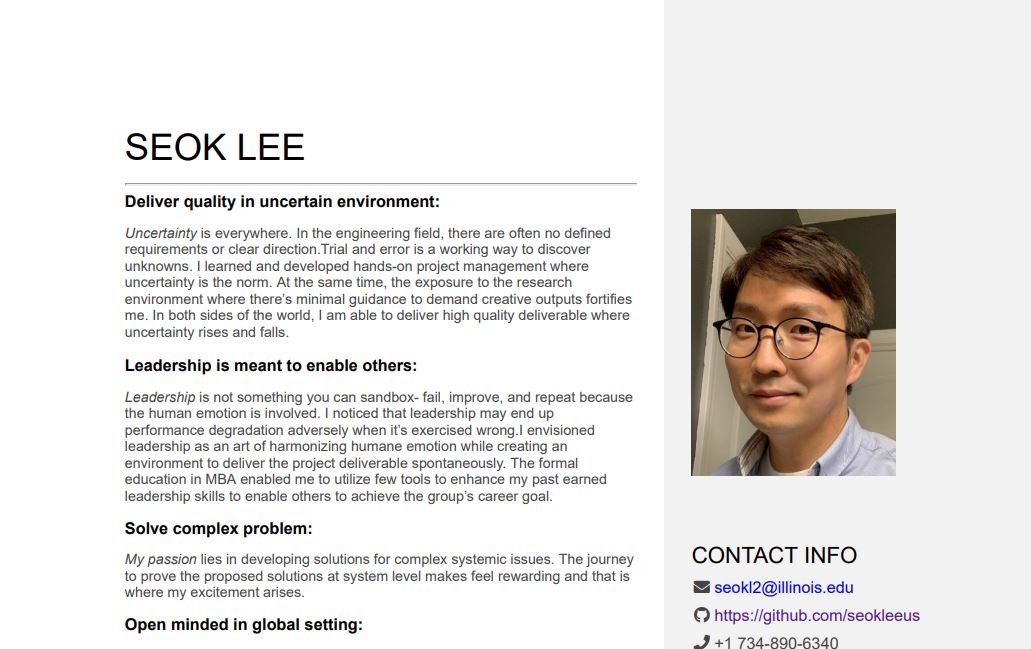 SEOK LEE
Deliver quality in uncertain environment:
Uncertainty is everywhere. In the engineering field, there are often no defined
requirements or clear direction.Trial and error is a working way to discover
unknowns. I learned and developed hands-on project management where
uncertainty is the norm. At the same time, the exposure to the research
environment where there's minimal guidance to demand creative outputs fortifies
me. In both sides of the world, I am able to deliver high quality deliverable where
uncertainty rises and falls.
Leadership is meant to enable others:
Leadership is not something you can sandbox- fail, improve, and repeat because
the human emotion is involved. I noticed that leadership may end up
performance degradation adversely when it's exercised wrong.I envisioned
leadership as an art of harmonizing humane emotion while creating an
environment to deliver the project deliverable spontaneously. The formal
education in MBA enabled me to utilize few tools to enhance my past earned
leadership skills to enable others to achieve the group's career goal.
Solve complex problem:
My passion lies in developing solutions for complex systemic issues. The journey
to prove the proposed solutions at system level makes feel rewarding and that is
where my excitement arises.
Open minded in global setting:
CONTACT INFO
seokl2@illinois.edu
https://github.com/seokleeus
+1 734-890-6340